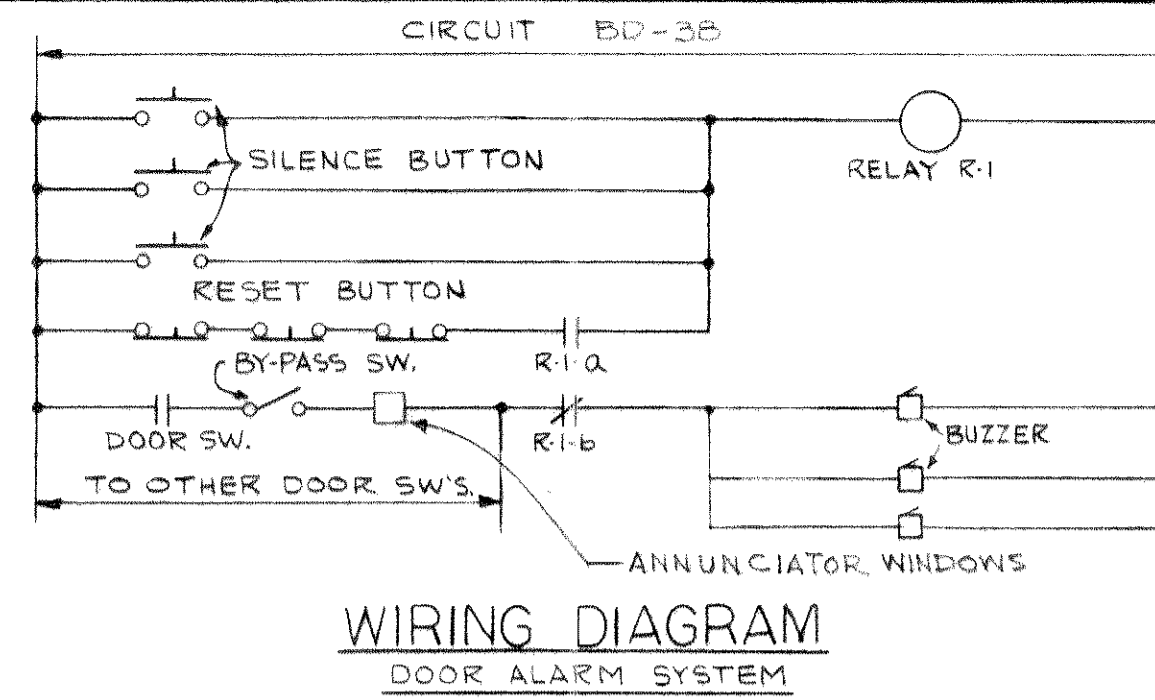 CIRCUIT BD-38
SILENCE BUTTON
RELAY R-1
RESET BUTTON
BY-PASS SW.
R-1-a
DOOR SW.
R-1-b
BUZZER
TO OTHER DOOR SW'S.
ANNUNCIATOR WINDOWS
WIRING DIAGRAM
DOOR ALARM SYSTEM